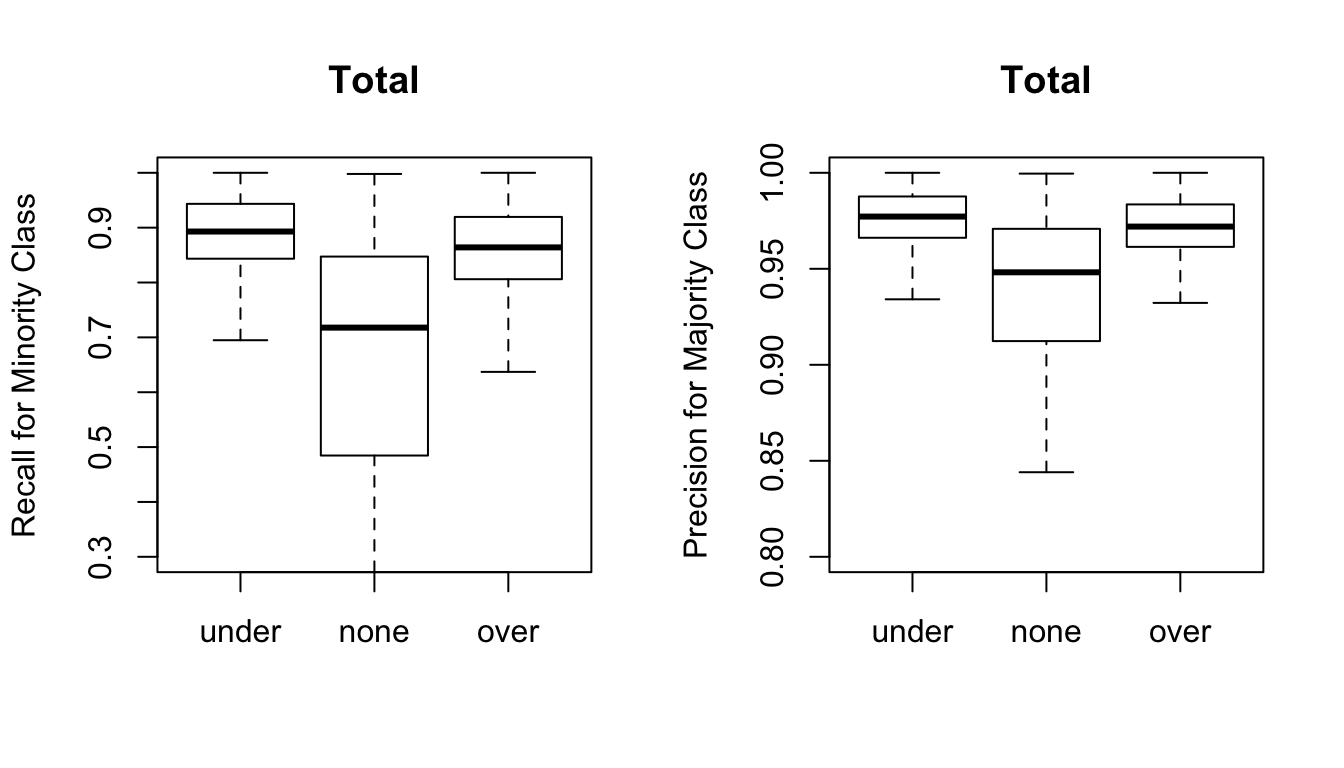 Total
Recall for Minority Class
0.9
0.7
0.5
0.3
under none over
Total
Precision for Majority Class
1.00
0.95
0.90
0.85
0.80
under none over